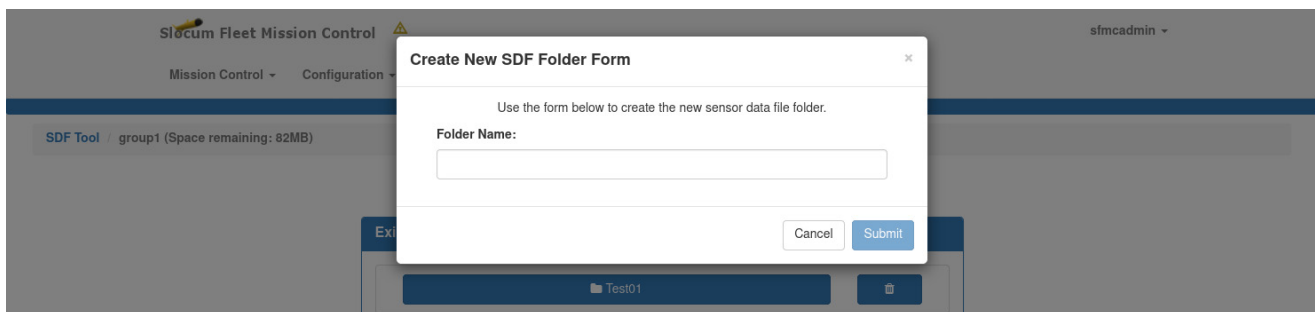 Slocum Fleet Mission Control
sfmcadmin
Mission Control
Configuration
Create New SDF Folder Form
×
Use the form below to create the new sensor data file folder.
SDF Tool / group1 (Space remaining: 82MB)
Folder Name:
Cancel
Submit
Exi
Test01